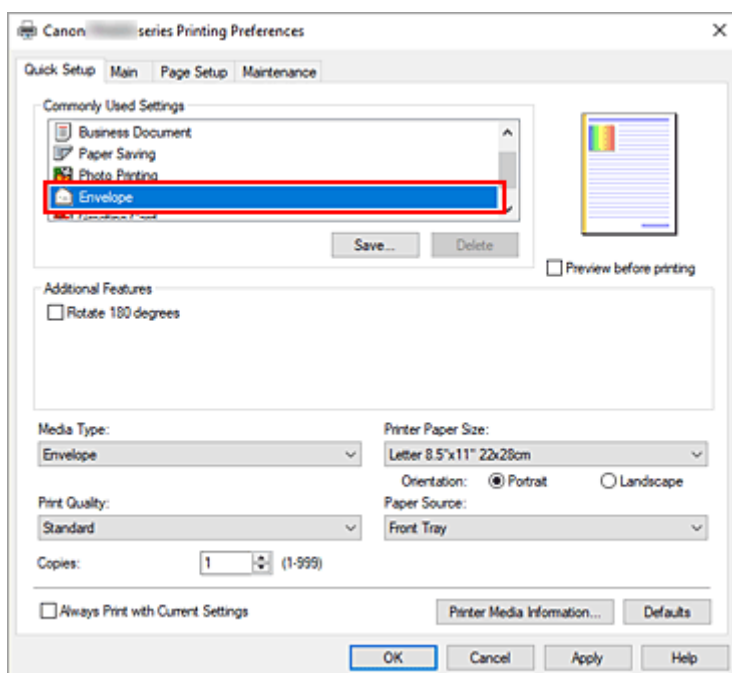 Canon series Printing Preferences
Quick Setup Main Page Setup Maintenance
Commonly Used Settings
Business Document
Paper Saving
Photo Printing
Envelope
Greeting Card
Save... Delete
Preview before printing
Additional Features
Rotate 180 degrees
Media Type: Printer Paper Size:
Envelope Letter 8.5"x11" 22x28cm
Orientation: Portrait Landscape
Print Quality: Paper Source:
Standard Front Tray
Copies: 1 (1-999)
Always Print with Current Settings Printer Media Information... Defaults
OK Cancel Apply Help